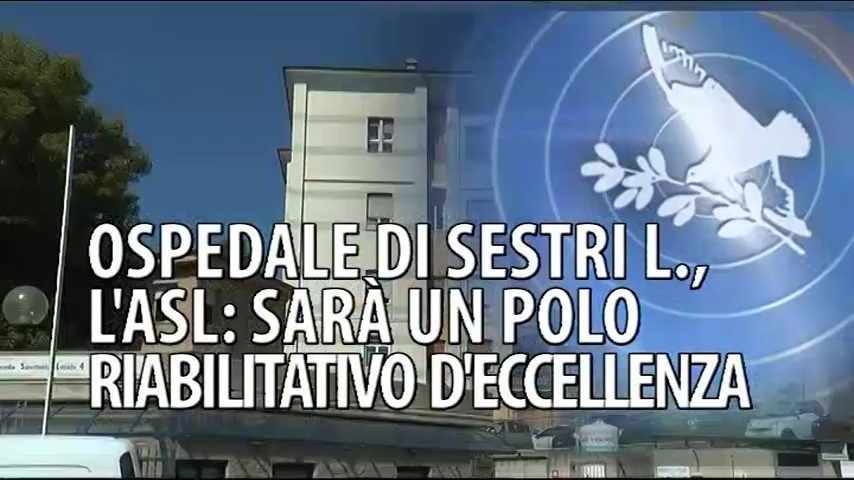 OSPEDALE DI SESTRI L.,
L'ASL: SARÀ UN POLO
RIABILITATIVO D'ECCELLENZA